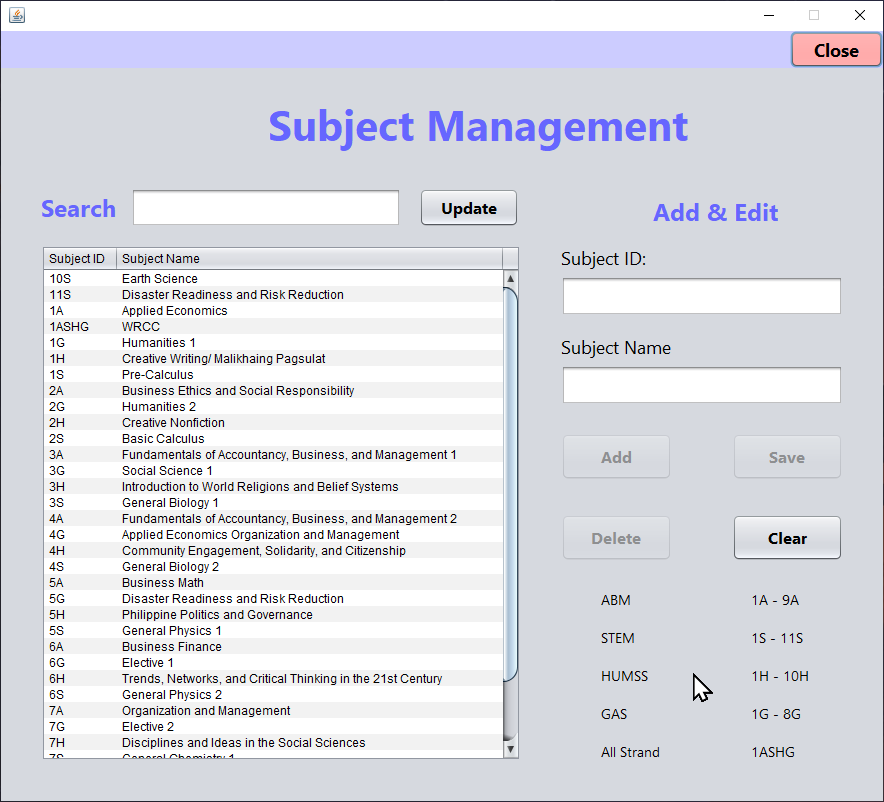 Close
Subject Management
Search
Update
Subject ID Subject Name
10S Earth Science
11S Disaster Readiness and Risk Reduction
1A Applied Economics
1ASHG WRCC
1G Humanities 1
1H Creative Writing/ Malikhaing Pagsulat
1S Pre-Calculus
2A Business Ethics and Social Responsibility
2G Humanities 2
2H Creative Nonfiction
2S Basic Calculus
3A Fundamentals of Accountancy, Business, and Management 1
3G Social Science 1
3H Introduction to World Religions and Belief Systems
3S General Biology 1
4A Fundamentals of Accountancy, Business, and Management 2
4G Applied Economics Organization and Management
4H Community Engagement, Solidarity, and Citizenship
4S General Biology 2
5A Business Math
5G Disaster Readiness and Risk Reduction
5H Philippine Politics and Governance
5S General Physics 1
6A Business Finance
6G Elective 1
6H Trends, Networks, and Critical Thinking in the 21st Century
6S General Physics 2
7A Organization and Management
7G Elective 2
7H Disciplines and Ideas in the Social Sciences
7S General Chemistry 1
Add & Edit
Subject ID:
Subject Name
Add Save
Delete Clear
ABM 1A - 9A
STEM 1S - 11S
HUMSS 1H - 10H
GAS 1G - 8G
All Strand 1ASHG